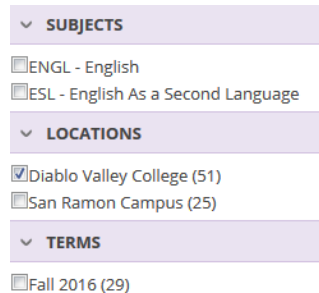 SUBJECTS
ENGL - English
ESL - English As a Second Language
LOCATIONS
Diablo Valley College (51)
San Ramon Campus (25)
TERMS
Fall 2016 (29)